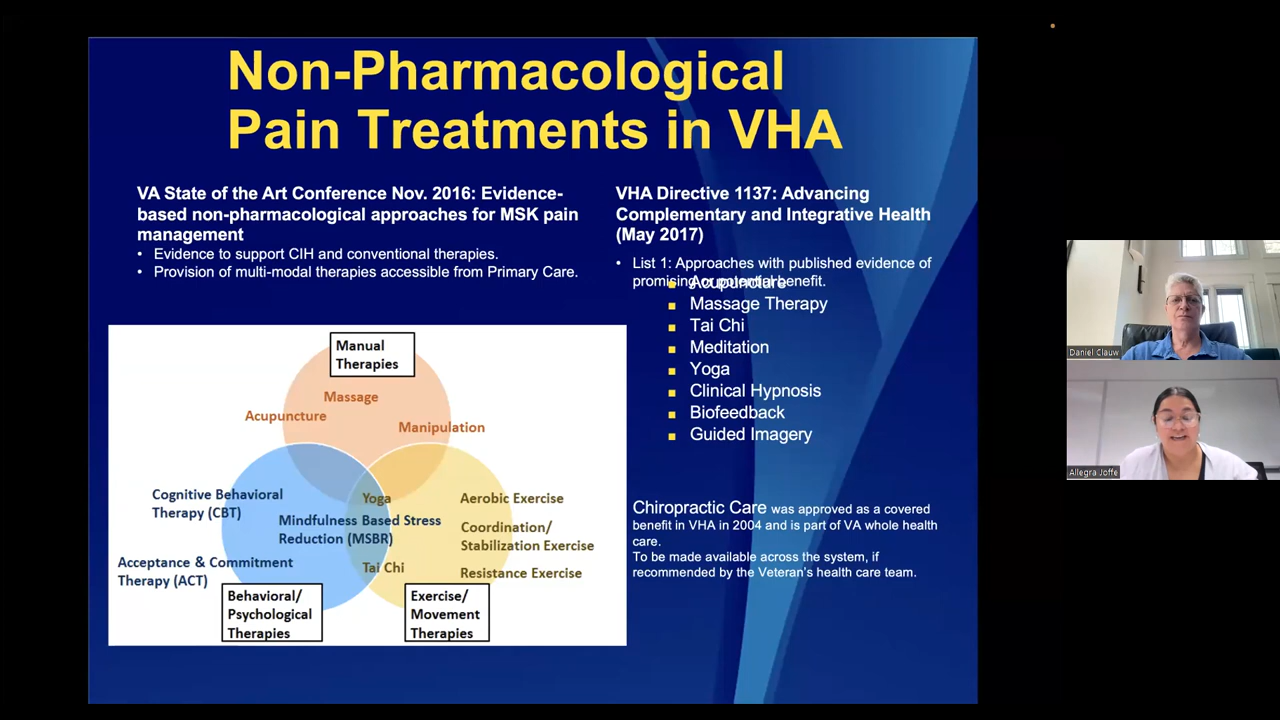 Non-Pharmacological
Pain Treatments in VHA
VA State of the Art Conference Nov. 2016: Evidence-
based non-pharmacological approaches for MSK pain
management
• Evidence to support CIH and conventional therapies.
• Provision of multi-modal therapies accessible from Primary Care.
Manual
Therapies
Massage
Acupuncture
Manipulation
Cognitive Behavioral
Therapy (CBT)
Yoga
Mindfulness Based Stress
Reduction (MSBR)
Tai Chi
Acceptance & Commitment
Therapy (ACT)
Aerobic Exercise
Coordination/
Stabilization Exercise
Resistance Exercise
Behavioral/
Psychological
Therapies
Exercise/
Movement
Therapies
VHA Directive 1137: Advancing
Complementary and Integrative Health
(May 2017)
• List 1: Approaches with published evidence of
promising or potential benefit.
Acupuncture
Massage Therapy
Tai Chi
Meditation
Yoga
Clinical Hypnosis
Biofeedback
Guided Imagery
Chiropractic Care was approved as a covered
benefit in VHA in 2004 and is part of VA whole health
care.
To be made available across the system, if
recommended by the Veteran's health care team.
Daniel Clauw
Allegra Joffe